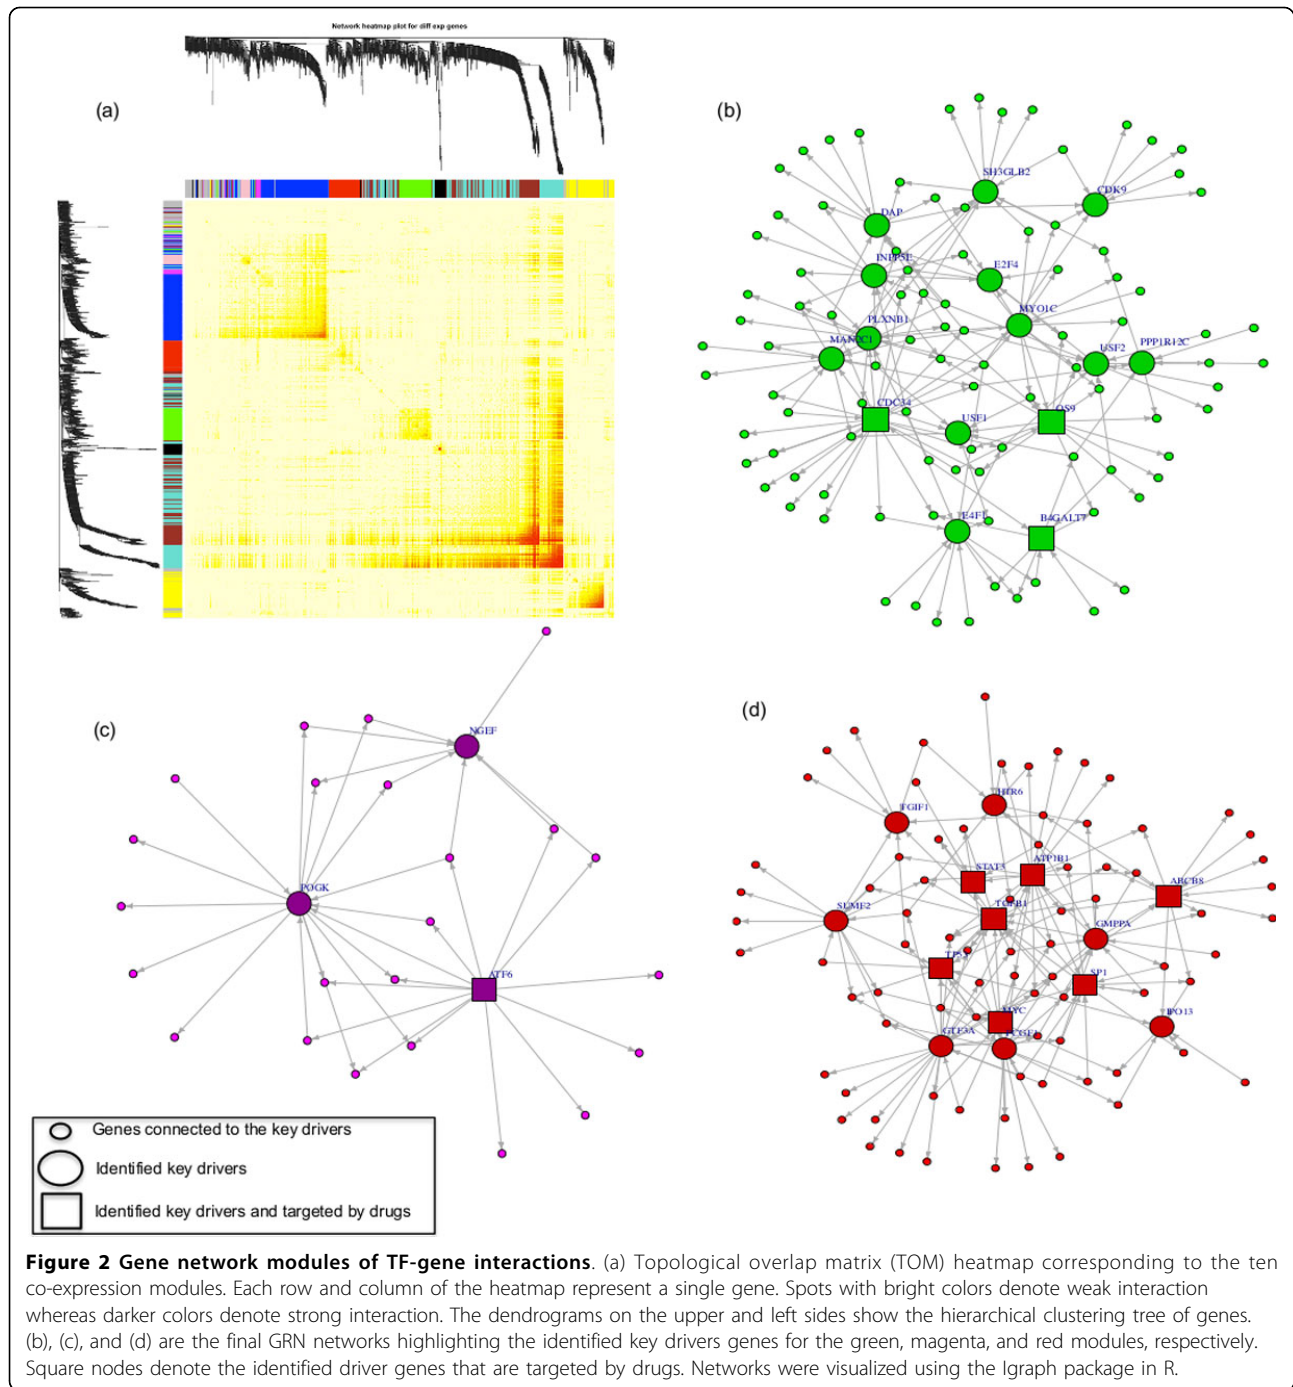 Network heatmap plot for diff exp genes
(a)
(b)
SH3GLB2
CDK9
DAP
INPP5E
E2F4
MYO1C
PLXNB1
MAN2C1
USF2
PPP1R12C
CDC34
USF1
OS9
E4F1
B4GALT7
(c)
NGEF
POGK
ATF6
(d)
HTR6
TGIF1
STAT3
ATP1B1
ABCB8
SUMF2
TGFB1
GMPPA
TP53
SP1
MYC
IPO13
Genes connected to the key drivers
Identified key drivers
Identified key drivers and targeted by drugs
Figure 2 Gene network modules of TF-gene interactions. (a) Topological overlap matrix (TOM) heatmap corresponding to the ten
co-expression modules. Each row and column of the heatmap represent a single gene. Spots with bright colors denote weak interaction
whereas darker colors denote strong interaction. The dendrograms on the upper and left sides show the hierarchical clustering tree of genes.
(b), (c), and (d) are the final GRN networks highlighting the identified key drivers genes for the green, magenta, and red modules, respectively.
Square nodes denote the identified driver genes that are targeted by drugs. Networks were visualized using the Igraph package in R.